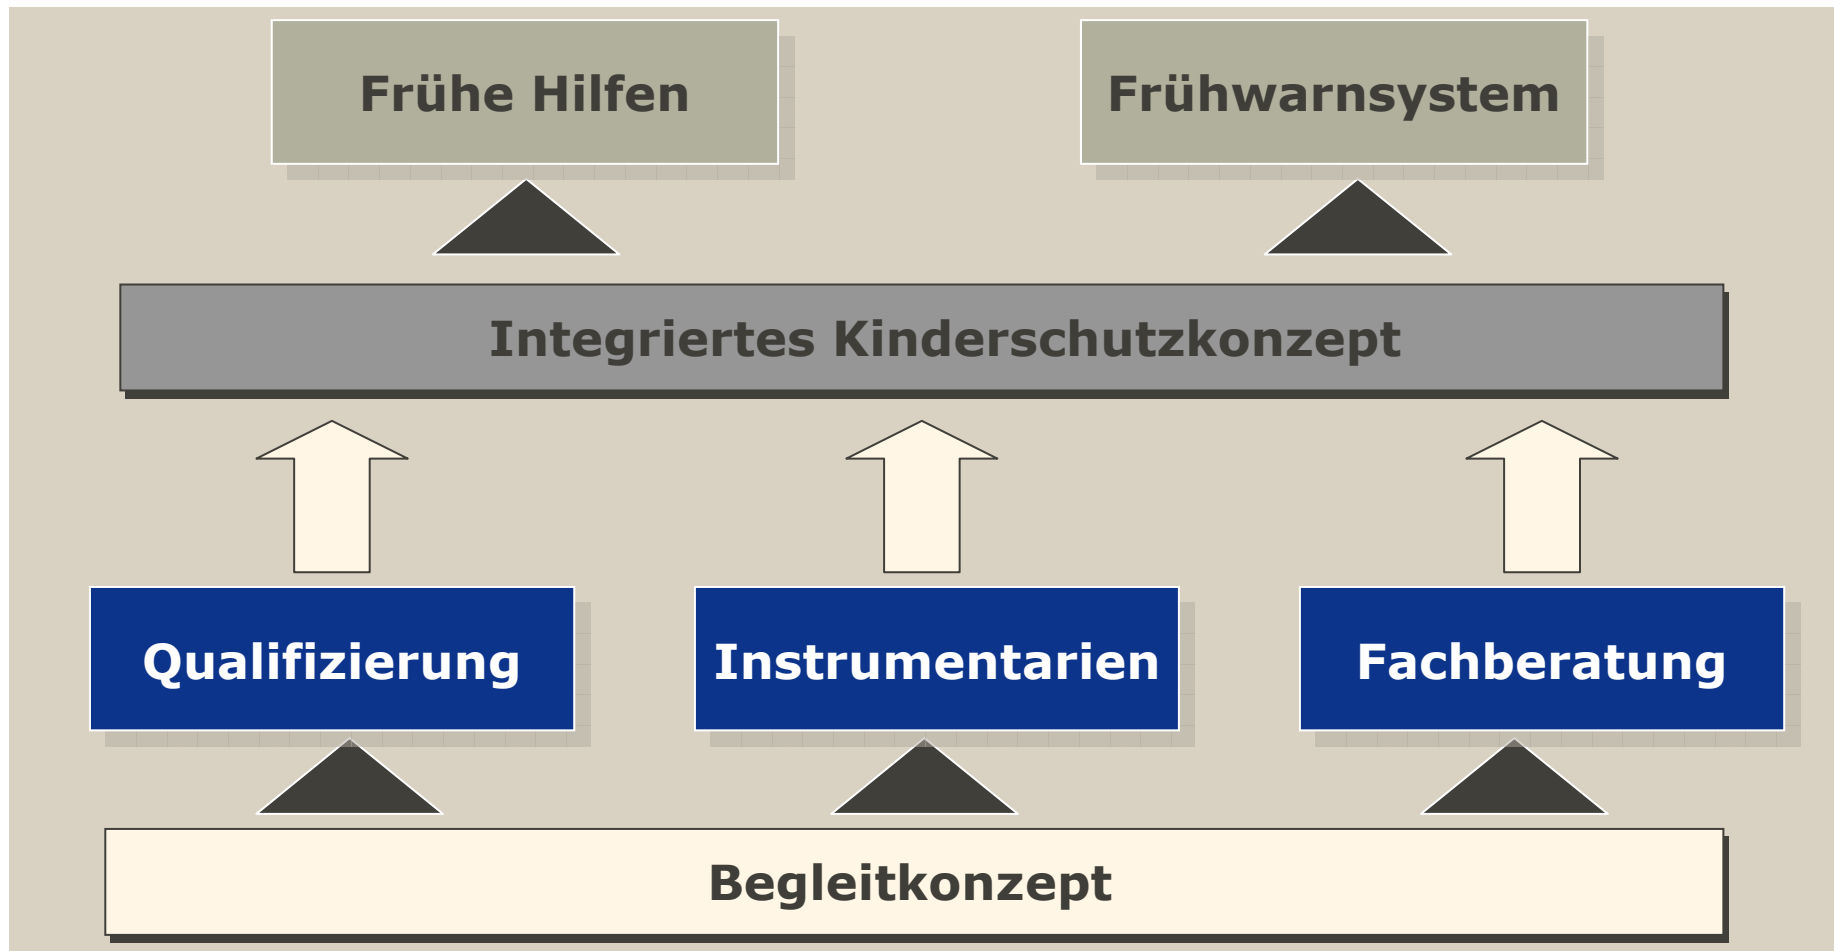 Frühe Hilfen
Frühwarnsystem
Integriertes Kinderschutzkonzept
Qualifizierung
Instrumentarien
Fachberatung
Begleitkonzept